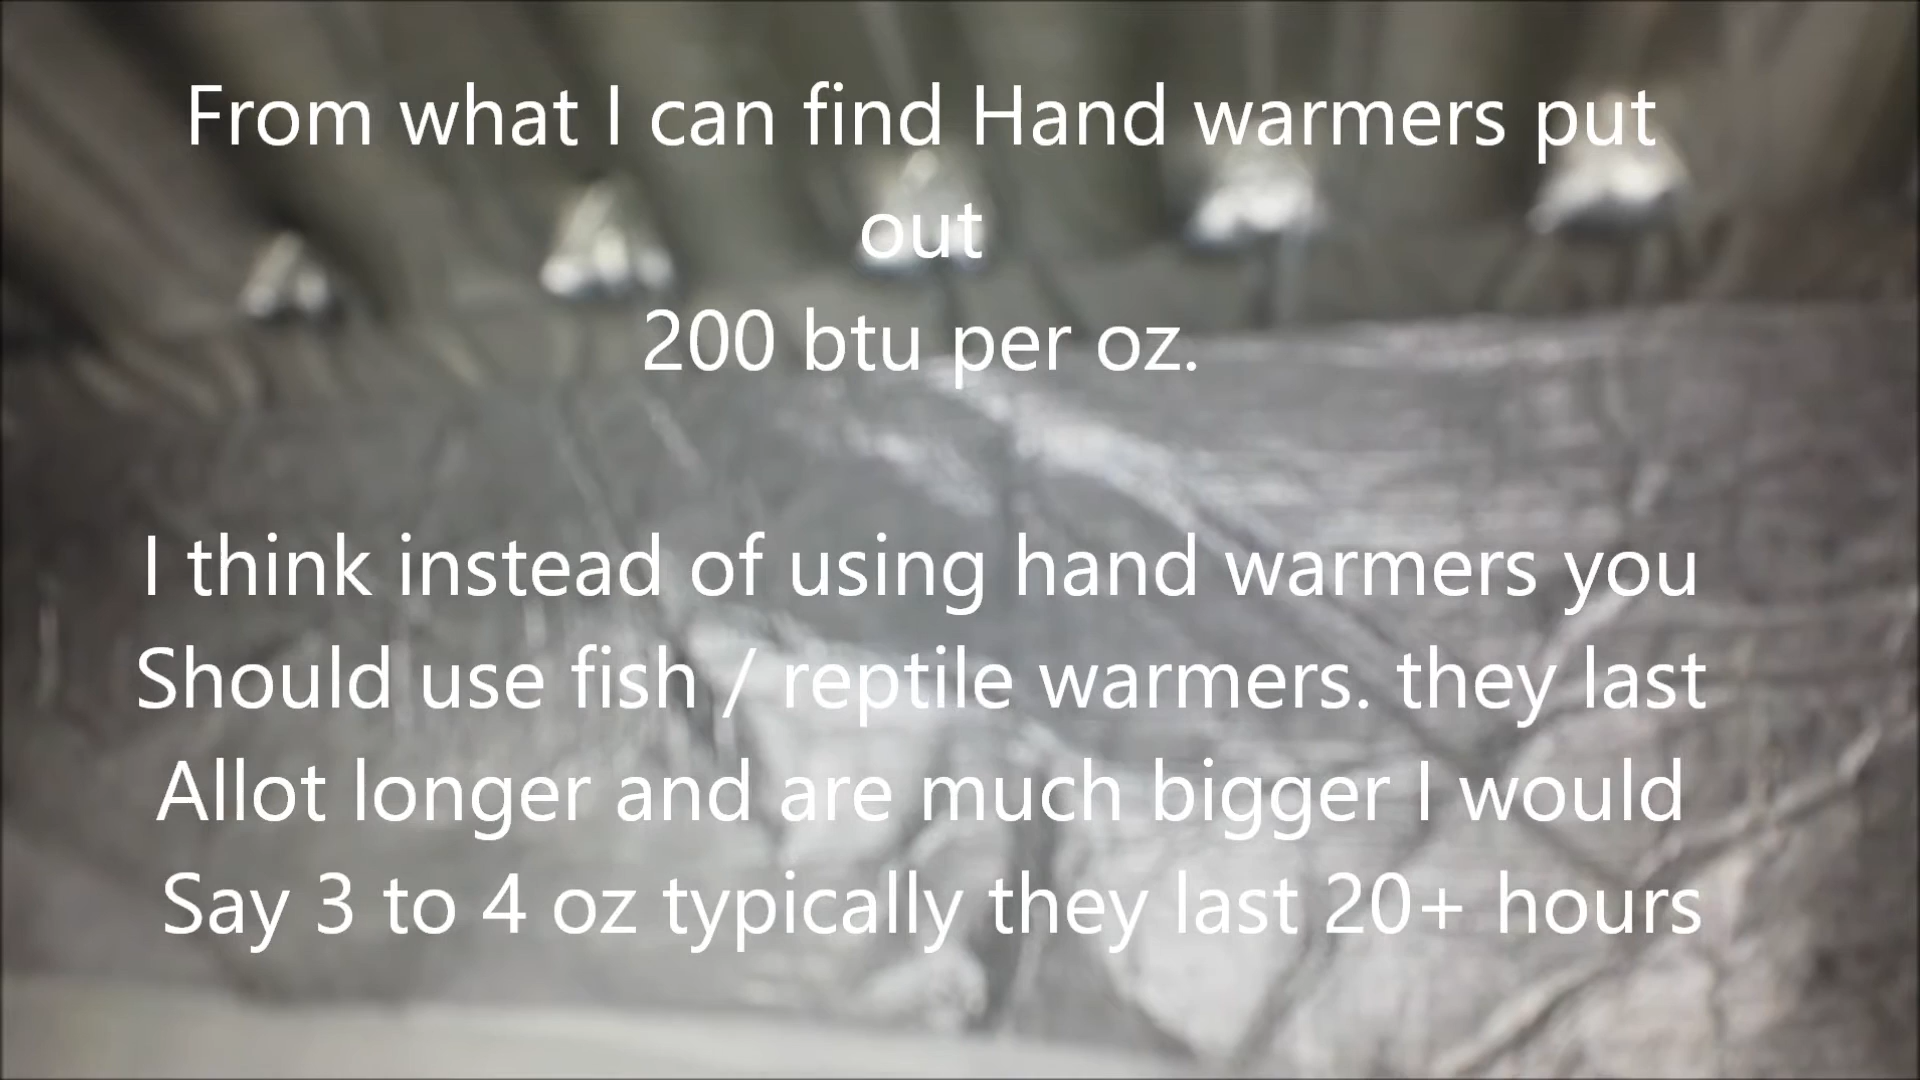 From what I can find Hand warmers put
out
200 btu per oz.
I think instead of using hand warmers you
Should use fish / reptile warmers. they last
Allot longer and are much bigger I would
Say 3 to 4 oz typically they last 20+ hours